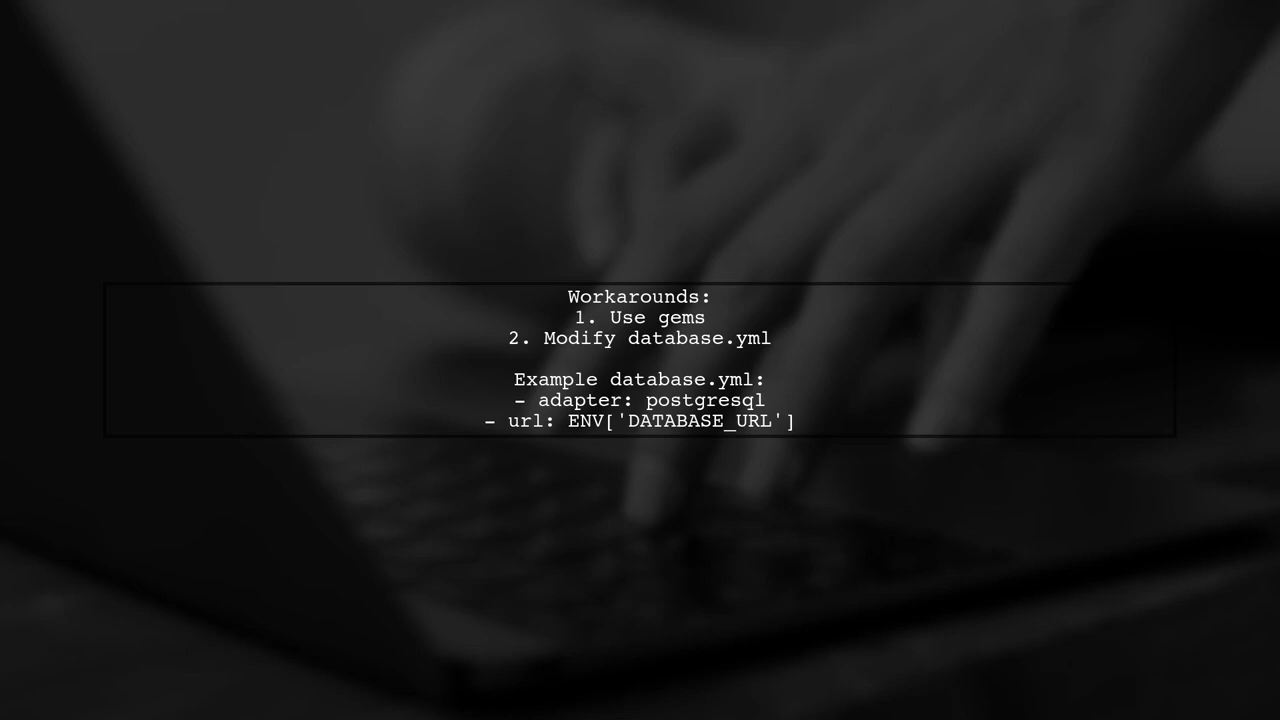 Workarounds:
1. Use gems
2. Modify database.yml
Example database.yml:
- adapter: postgresql
- url: ENV['DATABASE_URL']